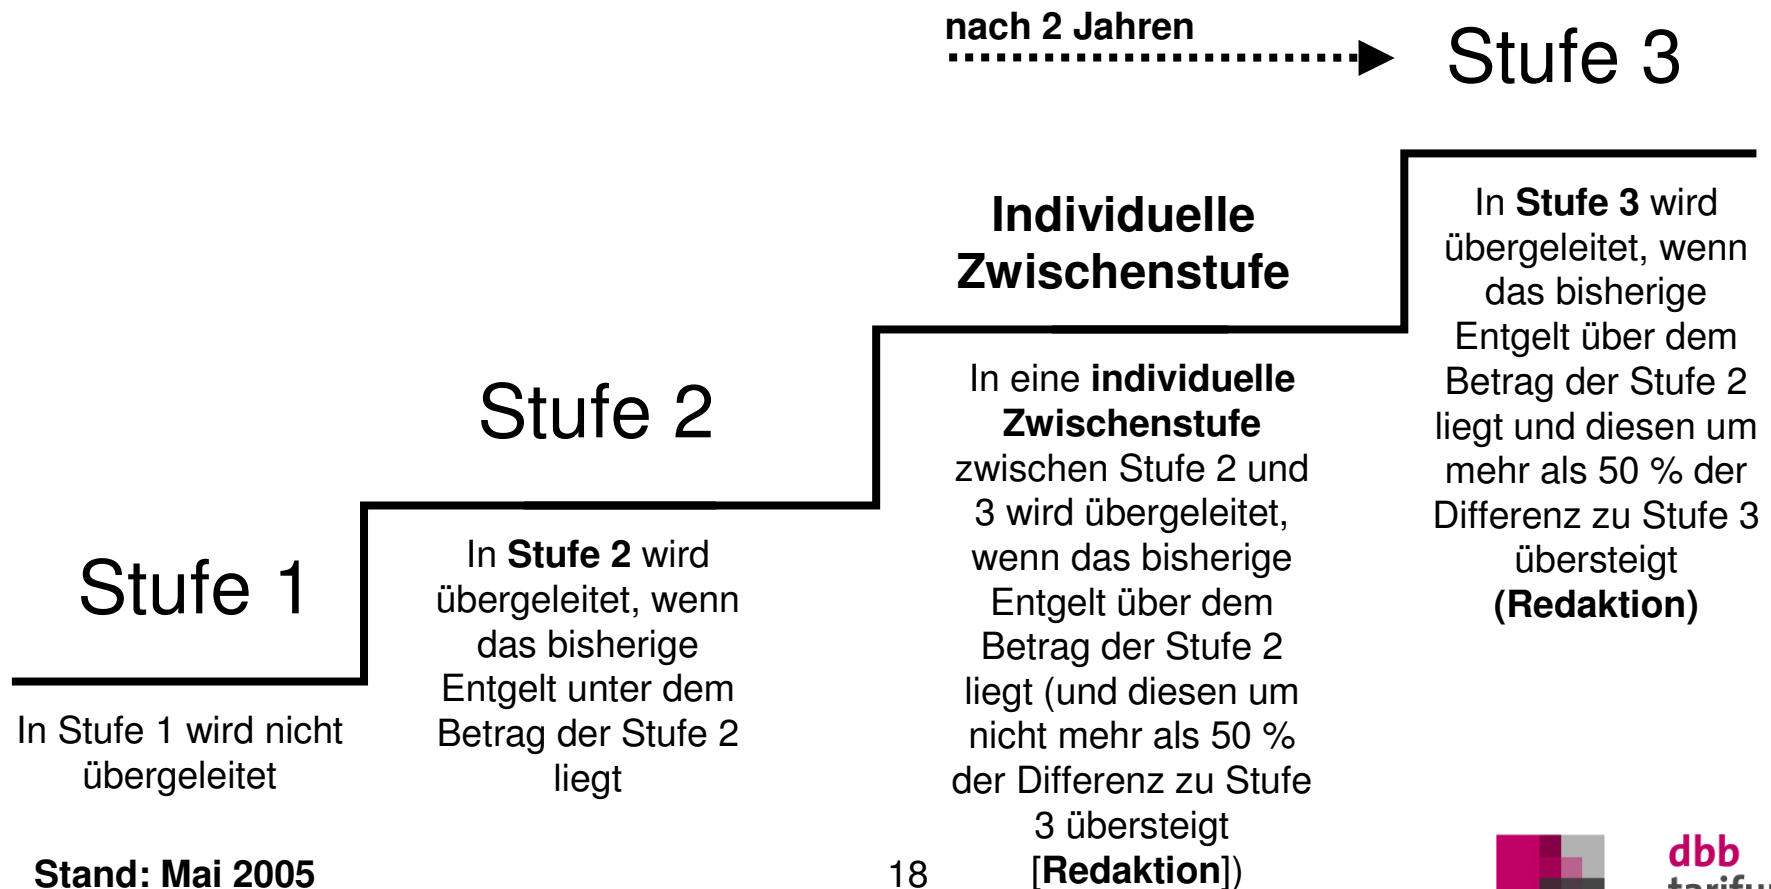 nach 2 Jahren
Stufe 3
Individuelle
Zwischenstufe
In Stufe 3 wird
übergeleitet, wenn
das bisherige
Entgelt über dem
Betrag der Stufe 2
liegt und diesen um
mehr als 50 % der
Differenz zu Stufe 3
übersteigt
(Redaktion)
Stufe 2
In eine individuelle
Zwischenstufe
zwischen Stufe 2 und
3 wird übergeleitet,
wenn das bisherige
Entgelt über dem
Betrag der Stufe 2
liegt (und diesen um
nicht mehr als 50 %
der Differenz zu Stufe
3 übersteigt
[Redaktion])
Stufe 1
In Stufe 2 wird
übergeleitet, wenn
das bisherige
Entgelt unter dem
Betrag der Stufe 2
liegt
In Stufe 1 wird nicht
übergeleitet
Stand: Mai 2005
18
dbb